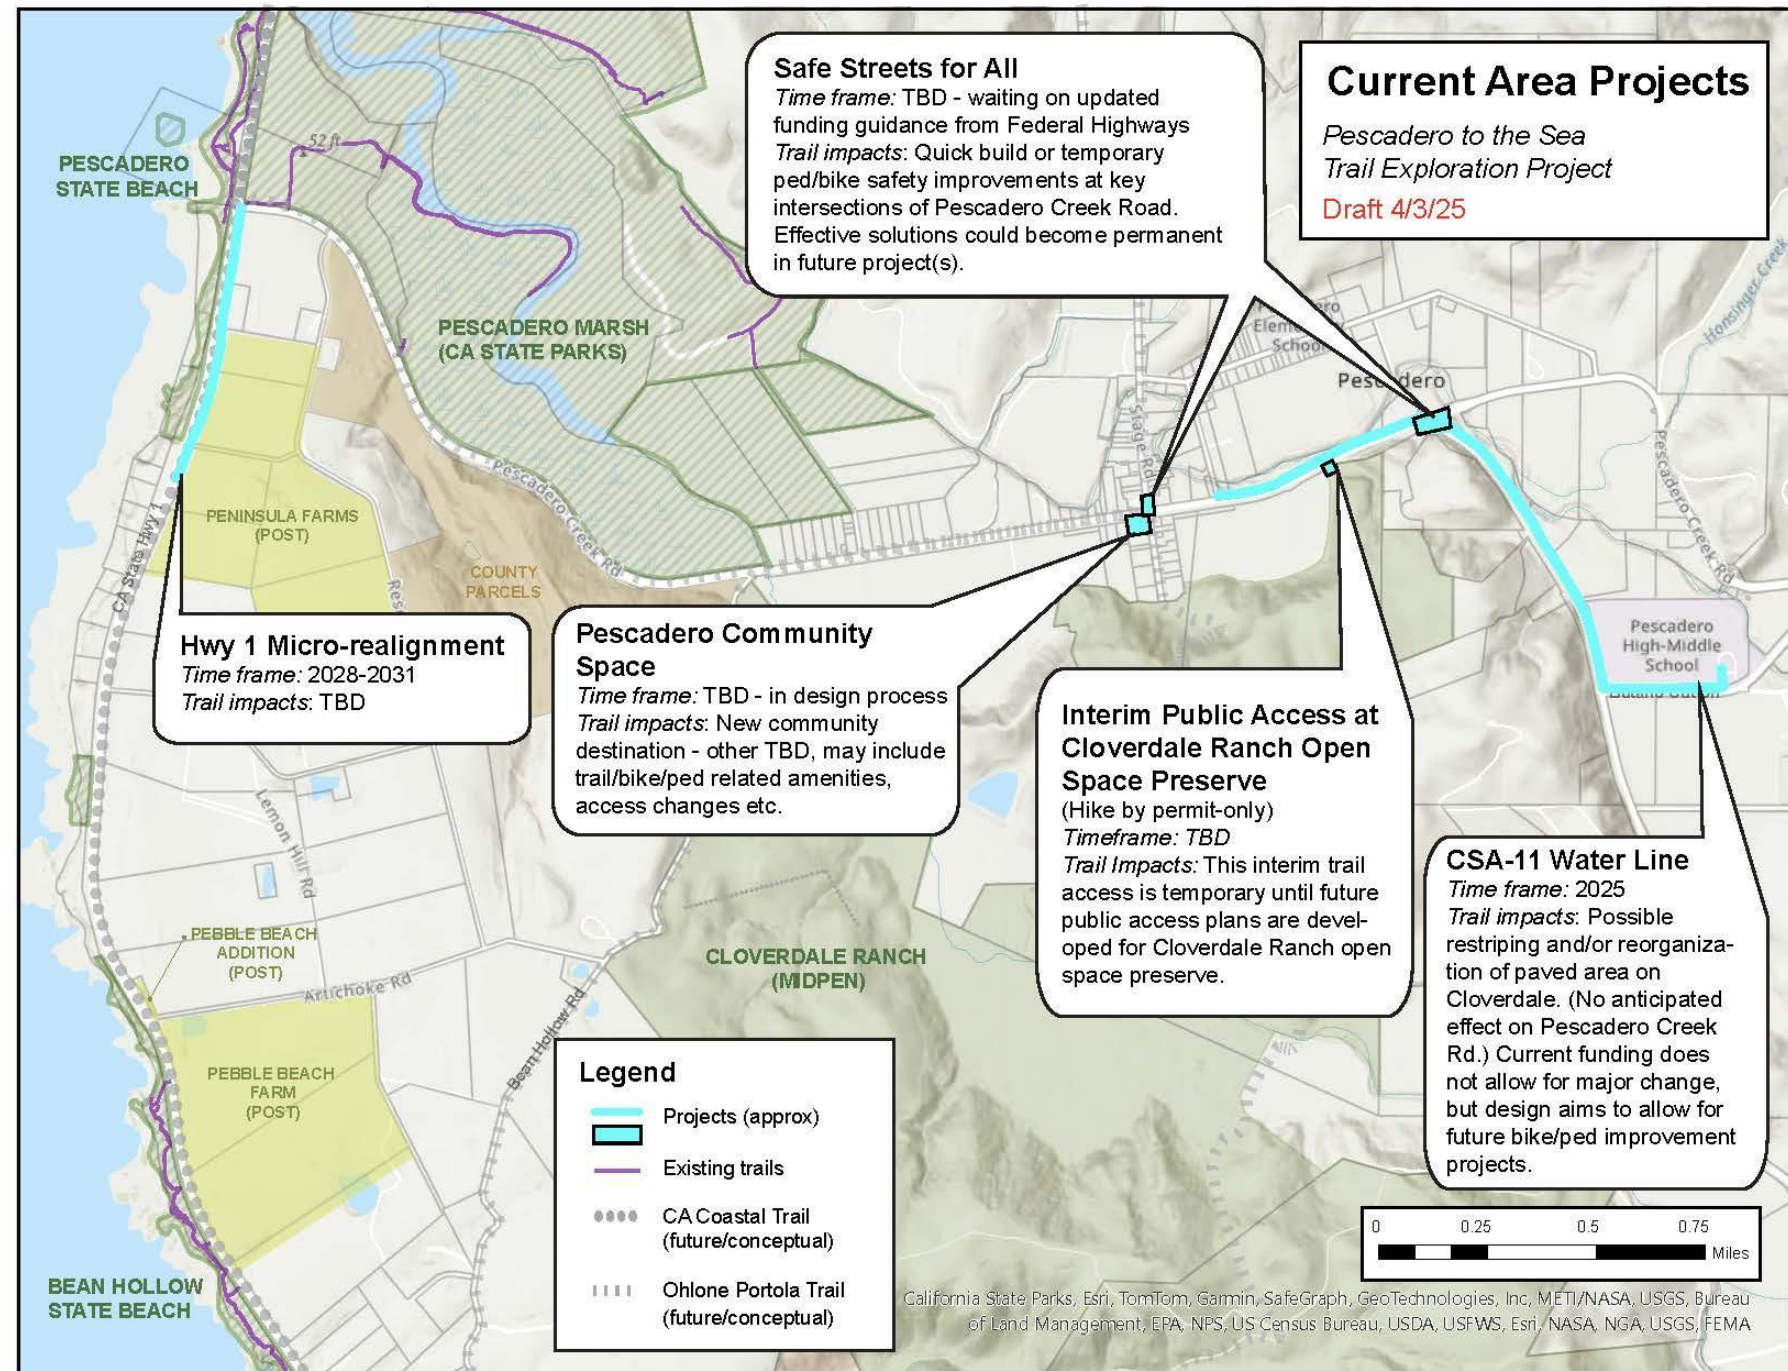 Current Area Projects
Pescadero to the Sea
Trail Exploration Project
Draft 4/3/25
Safe Streets for All
Time frame: TBD - waiting on updated
funding guidance from Federal Highways
Trail impacts: Quick build or temporary
ped/bike safety improvements at key
intersections of Pescadero Creek Road.
Effective solutions could become permanent
in future project(s).
PESCADERO
STATE BEACH
52 ft
PESCADERO MARSH
(CA STATE PARKS)
Honsinger Creek
School
Pescadero
Stage Rd
Pescadero Creek Rd
Pescadero Creek Rd
CA State Hwy 1
PENINSULA FARMS
(POST)
COUNTY
PARCELS
Pescadero
High-Middle
School
Hwy 1 Micro-realignment
Time frame: 2028-2031
Trail impacts: TBD
Pescadero Community
Space
Time frame: TBD - in design process
Trail impacts: New community
destination - other TBD, may include
trail/bike/ped related amenities,
access changes etc.
Interim Public Access at
Cloverdale Ranch Open
Space Preserve
(Hike by permit-only)
Timeframe: TBD
Trail Impacts: This interim trail
access is temporary until future
public access plans are devel-
oped for Cloverdale Ranch open
space preserve.
CSA-11 Water Line
Time frame: 2025
Trail impacts: Possible
restriping and/or reorganiza-
tion of paved area on
Cloverdale. (No anticipated
effect on Pescadero Creek
Rd.) Current funding does
not allow for major change,
but design aims to allow for
future bike/ped improvement
projects.
Lemon Hill Rd
PEBBLE BEACH
ADDITION
(POST)
Artichoke Rd
Bean Hollow Rd
CLOVERDALE RANCH
(MIDPEN)
PEBBLE BEACH
FARM
(POST)
BEAN HOLLOW
STATE BEACH
Legend
Projects (approx)
Existing trails
CA Coastal Trail
(future/conceptual)
Ohlone Portola Trail
(future/conceptual)
0 0.25 0.5 0.75
Miles
California State Parks, Esri, TomTom, Garmin, SafeGraph, GeoTechnologies, Inc, METI/NASA, USGS, Bureau
of Land Management, EPA, NPS, US Census Bureau, USDA, USFWS, Esri, NASA, NGA, USGS, FEMA